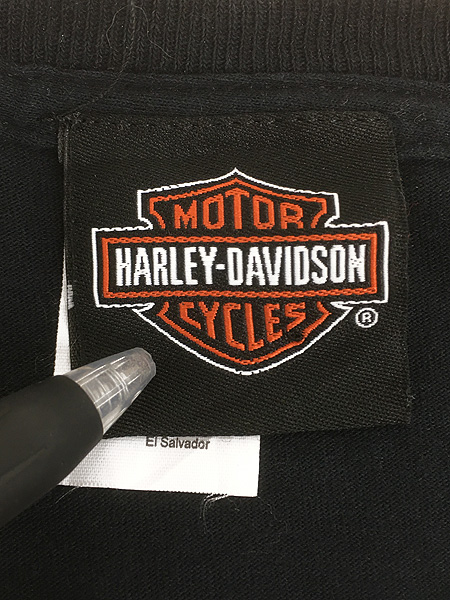 MOTOR
HARLEY-DAVIDSON
CYCLES
®
El Salvador